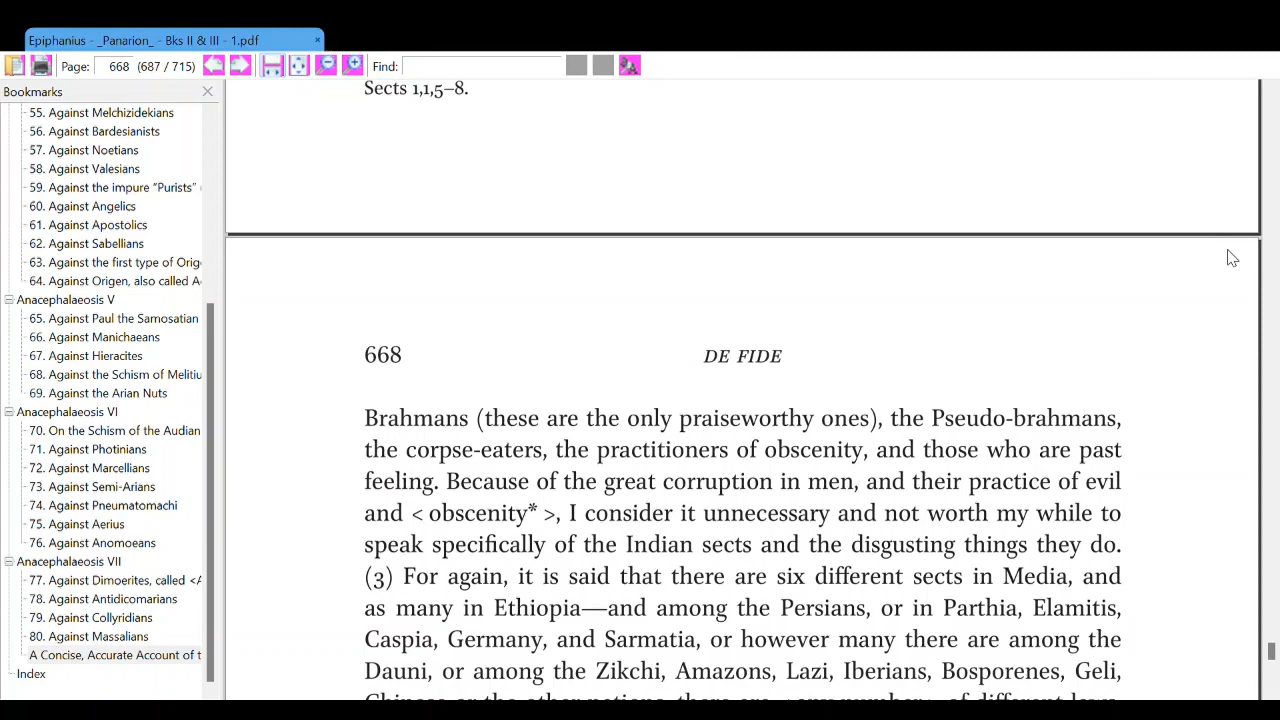 Epiphanius - _Panarion_ - Bks II & III - 1.pdf
Page: 668 (687 / 715) Find:
Bookmarks
55. Against Melchizidekians
56. Against Bardesianists
57. Against Noetians
58. Against Valesians
59. Against the impure “Purists”
60. Against Angelics
61. Against Apostolics
62. Against Sabellians
63. Against the first type of Orig
64. Against Origen, also called A
Anacephalaeosis V
65. Against Paul the Samosatian
66. Against Manichaeans
67. Against Hieracites
68. Against the Schism of Melitiu
69. Against the Arian Nuts
Anacephalaeosis VI
70. On the Schism of the Audian
71. Against Photinians
72. Against Marcellians
73. Against Semi-Arians
74. Against Pneumatomachi
75. Against Aerius
76. Against Anomoeans
Anacephalaeosis VII
77. Against Dimoerites, called <A
78. Against Antidicomarians
79. Against Collyridians
80. Against Massalians
A Concise, Accurate Account of t
Index
Sects 1,1,5–8.
668 DE FIDE
Brahmans (these are the only praiseworthy ones), the Pseudo-brahmans,
the corpse-eaters, the practitioners of obscenity, and those who are past
feeling. Because of the great corruption in men, and their practice of evil
and < obscenity* >, I consider it unnecessary and not worth my while to
speak specifically of the Indian sects and the disgusting things they do.
(3) For again, it is said that there are six different sects in Media, and
as many in Ethiopia—and among the Persians, or in Parthia, Elamitis,
Caspia, Germany, and Sarmatia, or however many there are among the
Dauni, or among the Zikchi, Amazons, Lazi, Iberians, Bosporenes, Geli,
Chinese or the other nations, there are <any number> of different laws,